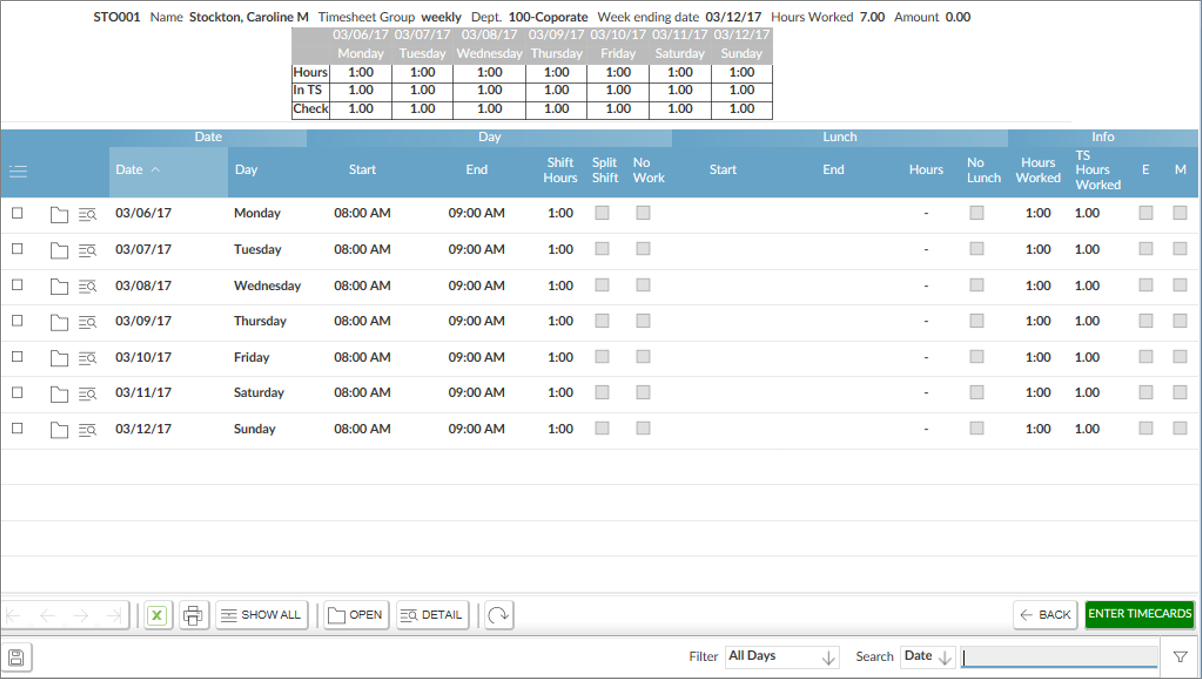 STO001 Name Stockton, Caroline M Timesheet Group weekly Dept. 100-Coporate Week ending date 03/12/17 Hours Worked 7.00 Amount 0.00
03/06/17 03/07/17 03/08/17 03/09/17 03/10/17 03/11/17 03/12/17
Monday Tuesday Wednesday Thursday Friday Saturday Sunday
Hours 1:00 1:00 1:00 1:00 1:00 1:00 1:00
In TS 1.00 1.00 1.00 1.00 1.00 1.00 1.00
Check 1.00 1.00 1.00 1.00 1.00 1.00 1.00
Date Day Lunch Info
Date Day Start End Shift Hours Split Shift No Work Start End Hours No Lunch Hours Worked TS Hours Worked E M
03/06/17 Monday 08:00 AM 09:00 AM 1:00 - 1:00 1.00
03/07/17 Tuesday 08:00 AM 09:00 AM 1:00 - 1:00 1.00
03/08/17 Wednesday 08:00 AM 09:00 AM 1:00 - 1:00 1.00
03/09/17 Thursday 08:00 AM 09:00 AM 1:00 - 1:00 1.00
03/10/17 Friday 08:00 AM 09:00 AM 1:00 - 1:00 1.00
03/11/17 Saturday 08:00 AM 09:00 AM 1:00 - 1:00 1.00
03/12/17 Sunday 08:00 AM 09:00 AM 1:00 - 1:00 1.00
X SHOW ALL OPEN DETAIL BACK ENTER TIMECARDS
Filter All Days Search Date